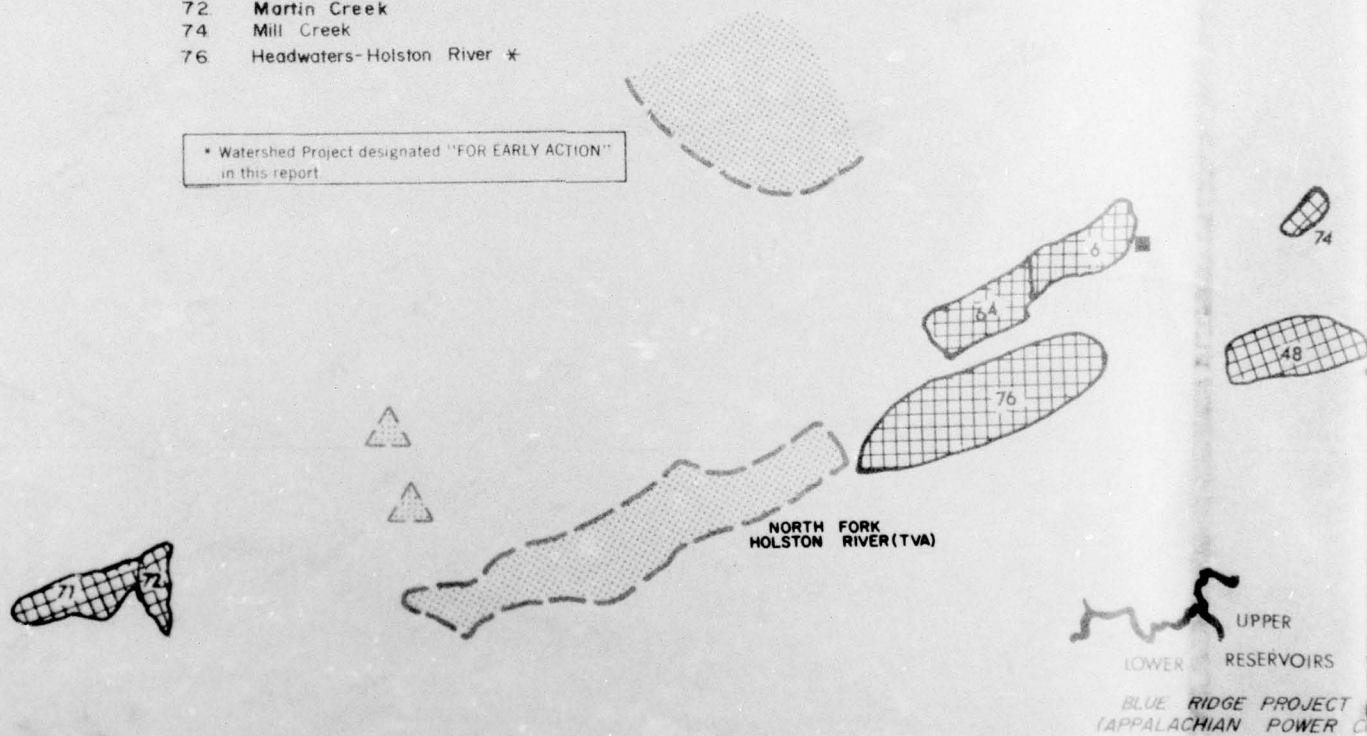 72. Martin Creek
74 Mill Creek
76. Headwaters-Holston River *
* Watershed Project designated "FOR EARLY ACTION"
in this report
74
6
64
48
76
NORTH FORK
HOLSTON RIVER (TVA)
71
72
UPPER
LOWER RESERVOIRS
BLUE RIDGE PROJECT
(APPALACHIAN POWER C